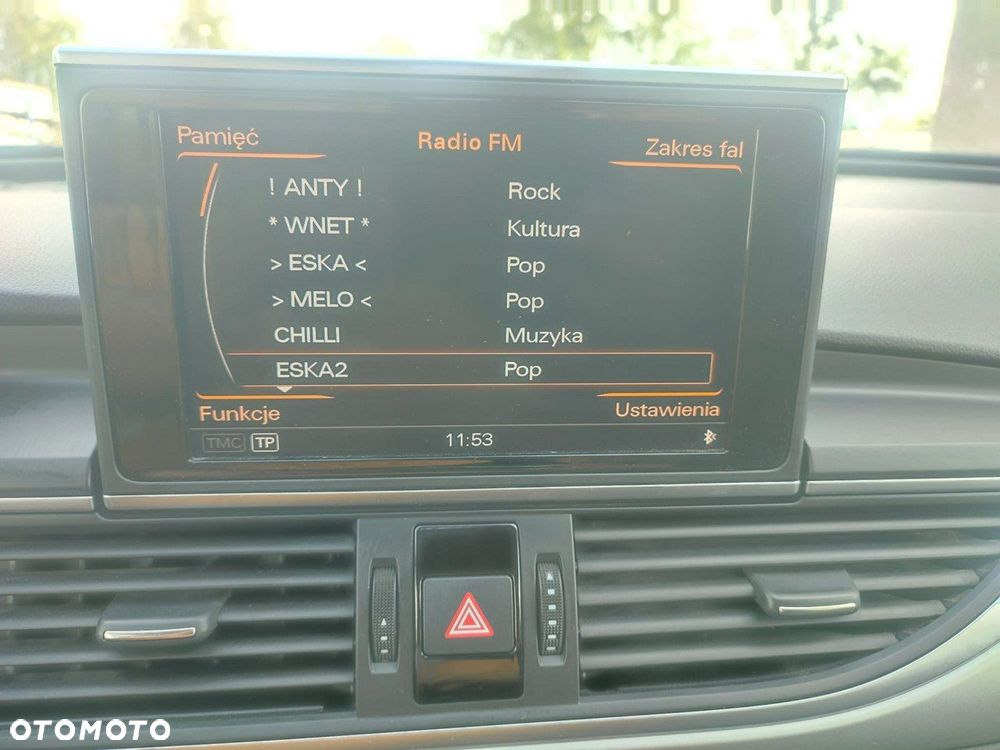 Pamięć Radio FM Zakres fal
! ANTY ! Rock
* WNET * Kultura
> ESKA < Pop
> MELO < Pop
CHILLI Muzyka
ESKA2 Pop
Funkcje Ustawienia
TMC TP 11:53
OTOMOTO